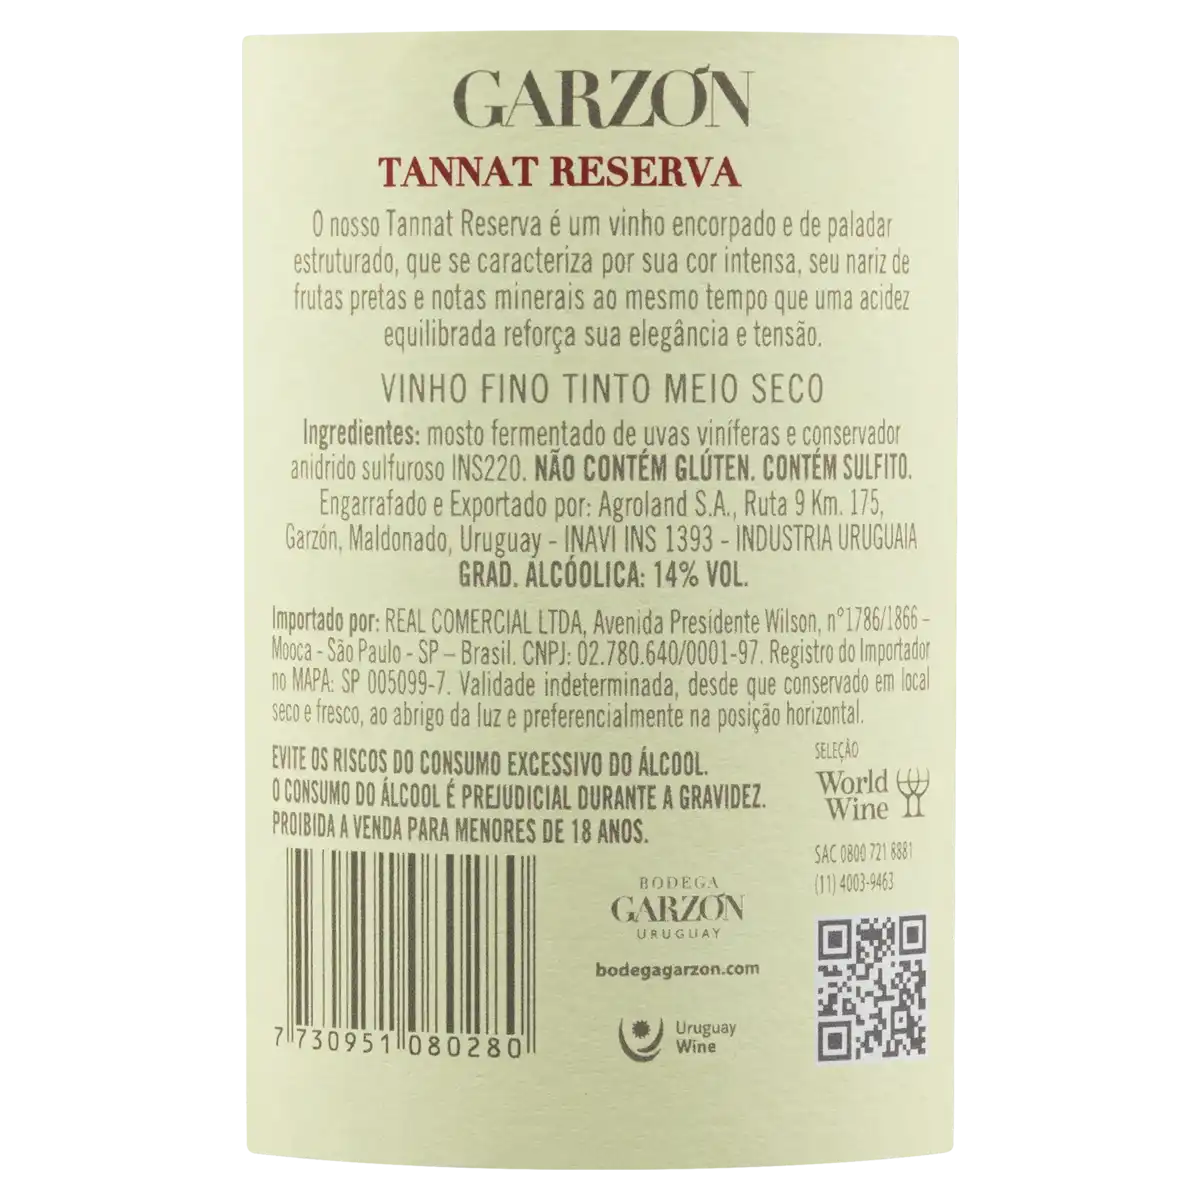 GARZÓN
TANNAT RESERVA
O nosso Tannat Reserva é um vinho encorpado e de paladar
estruturado, que se caracteriza por sua cor intensa, seu nariz de
frutas pretas e notas minerais ao mesmo tempo que uma acidez
equilibrada reforça sua elegância e tensão.
VINHO FINO TINTO MEIO SECO
Ingredientes: mosto fermentado de uvas viníferas e conservador
anidrido sulfuroso INS220. NÃO CONTÉM GLÚTEN. CONTÉM SULFITO.
Engarrafado e Exportado por: Agroland S.A., Ruta 9 Km. 175,
Garzón, Maldonado, Uruguay - INAVI INS 1393 - INDUSTRIA URUGUAIA
GRAD. ALCÓOLICA: 14% VOL.
Importado por: REAL COMERCIAL LTDA, Avenida Presidente Wilson, n°1786/1866 –
Mooca - São Paulo - SP – Brasil. CNPJ: 02.780.640/0001-97. Registro do Importador
no MAPA: SP 005099-7. Validade indeterminada, desde que conservado em local
seco e fresco, ao abrigo da luz e preferencialmente na posição horizontal.
EVITE OS RISCOS DO CONSUMO EXCESSIVO DO ÁLCOOL.
O CONSUMO DO ÁLCOOL É PREJUDICIAL DURANTE A GRAVIDEZ.
PROIBIDA A VENDA PARA MENORES DE 18 ANOS.
SELEÇÃO
World
Wine
SAC 0800 721 8881
(11) 4003-9463
7 730951 080280
BODEGA
GARZÓN
URUGUAY
bodegagarzon.com
Uruguay
Wine